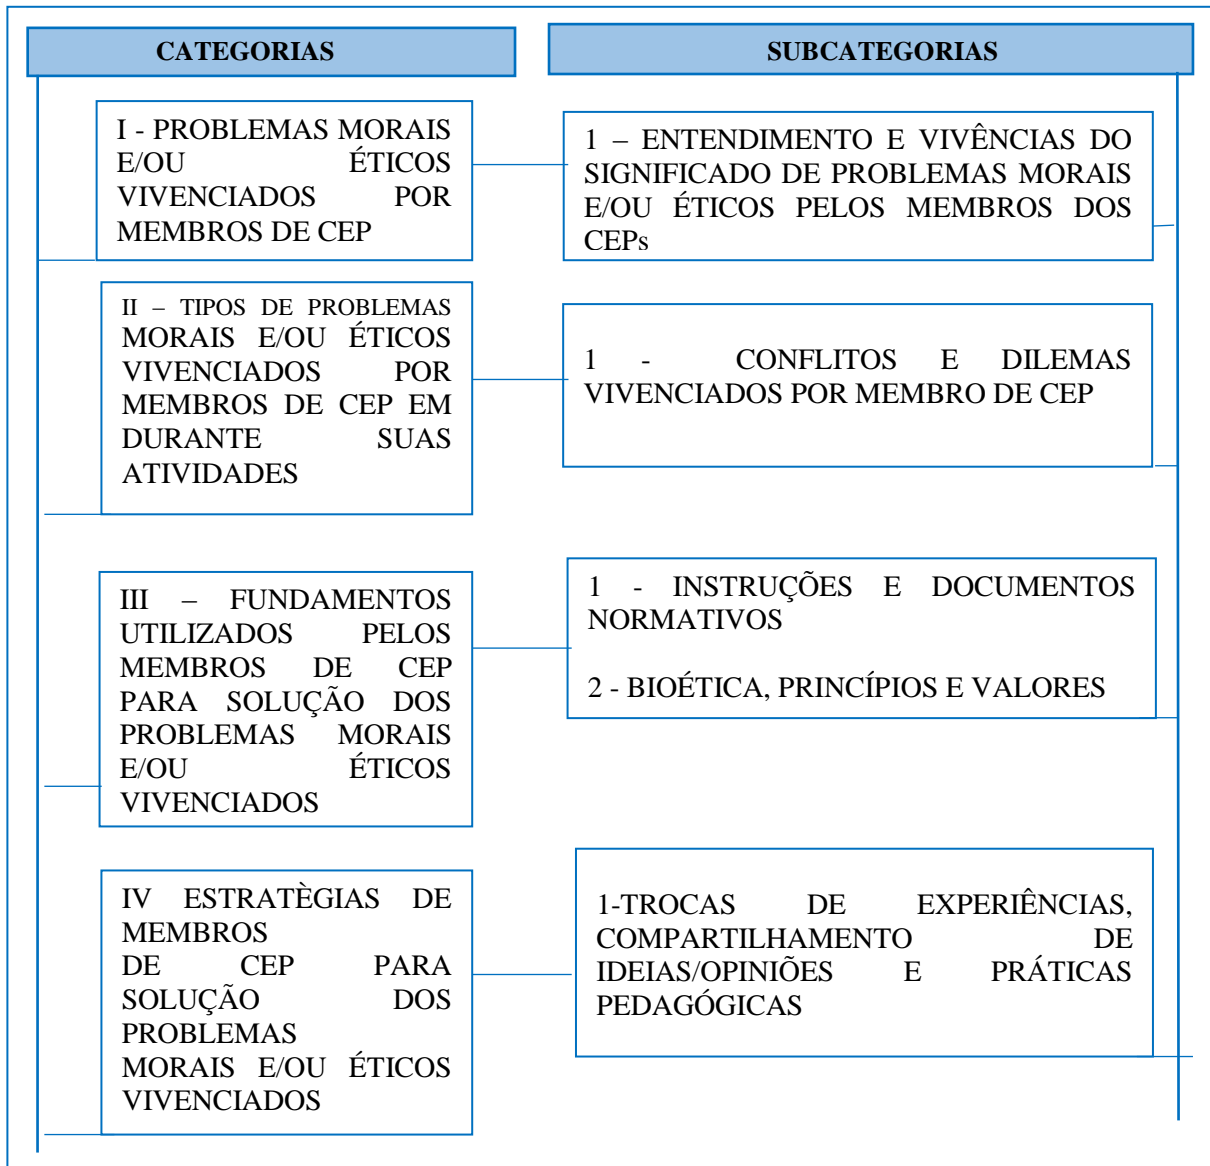 CATEGORIAS
SUBCATEGORIAS
I - PROBLEMAS MORAIS
E/OU ÉTICOS
VIVENCIADOS POR
MEMBROS DE CEP
1 – ENTENDIMENTO E VIVÊNCIAS DO
SIGNIFICADO DE PROBLEMAS MORAIS
E/OU ÉTICOS PELOS MEMBROS DOS
CEPs
II – TIPOS DE PROBLEMAS
MORAIS E/OU ÉTICOS
VIVENCIADOS POR
MEMBROS DE CEP EM
DURANTE SUAS
ATIVIDADES
1 - CONFLITOS E DILEMAS
VIVENCIADOS POR MEMBRO DE CEP
III – FUNDAMENTOS
UTILIZADOS PELOS
MEMBROS DE CEP
PARA SOLUÇÃO DOS
PROBLEMAS MORAIS
E/OU ÉTICOS
VIVENCIADOS
1 - INSTRUÇÕES E DOCUMENTOS
NORMATIVOS
2 - BIOÉTICA, PRINCÍPIOS E VALORES
IV ESTRATÈGIAS DE
MEMBROS
DE CEP PARA
SOLUÇÃO DOS
PROBLEMAS
MORAIS E/OU ÉTICOS
VIVENCIADOS
1-TROCAS DE EXPERIÊNCIAS,
COMPARTILHAMENTO DE
IDEIAS/OPINIÕES E PRÁTICAS
PEDAGÓGICAS